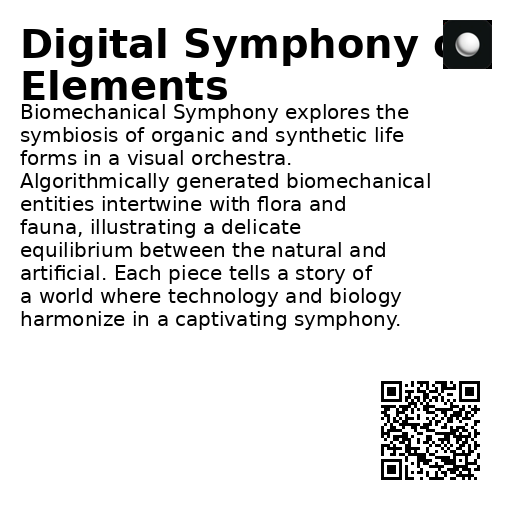 Digital Symphony
Elements
Biomechanical Symphony explores the
symbiosis of organic and synthetic life
forms in a visual orchestra.
Algorithmically generated biomechanical
entities intertwine with flora and
fauna, illustrating a delicate
equilibrium between the natural and
artificial. Each piece tells a story of
a world where technology and biology
harmonize in a captivating symphony.